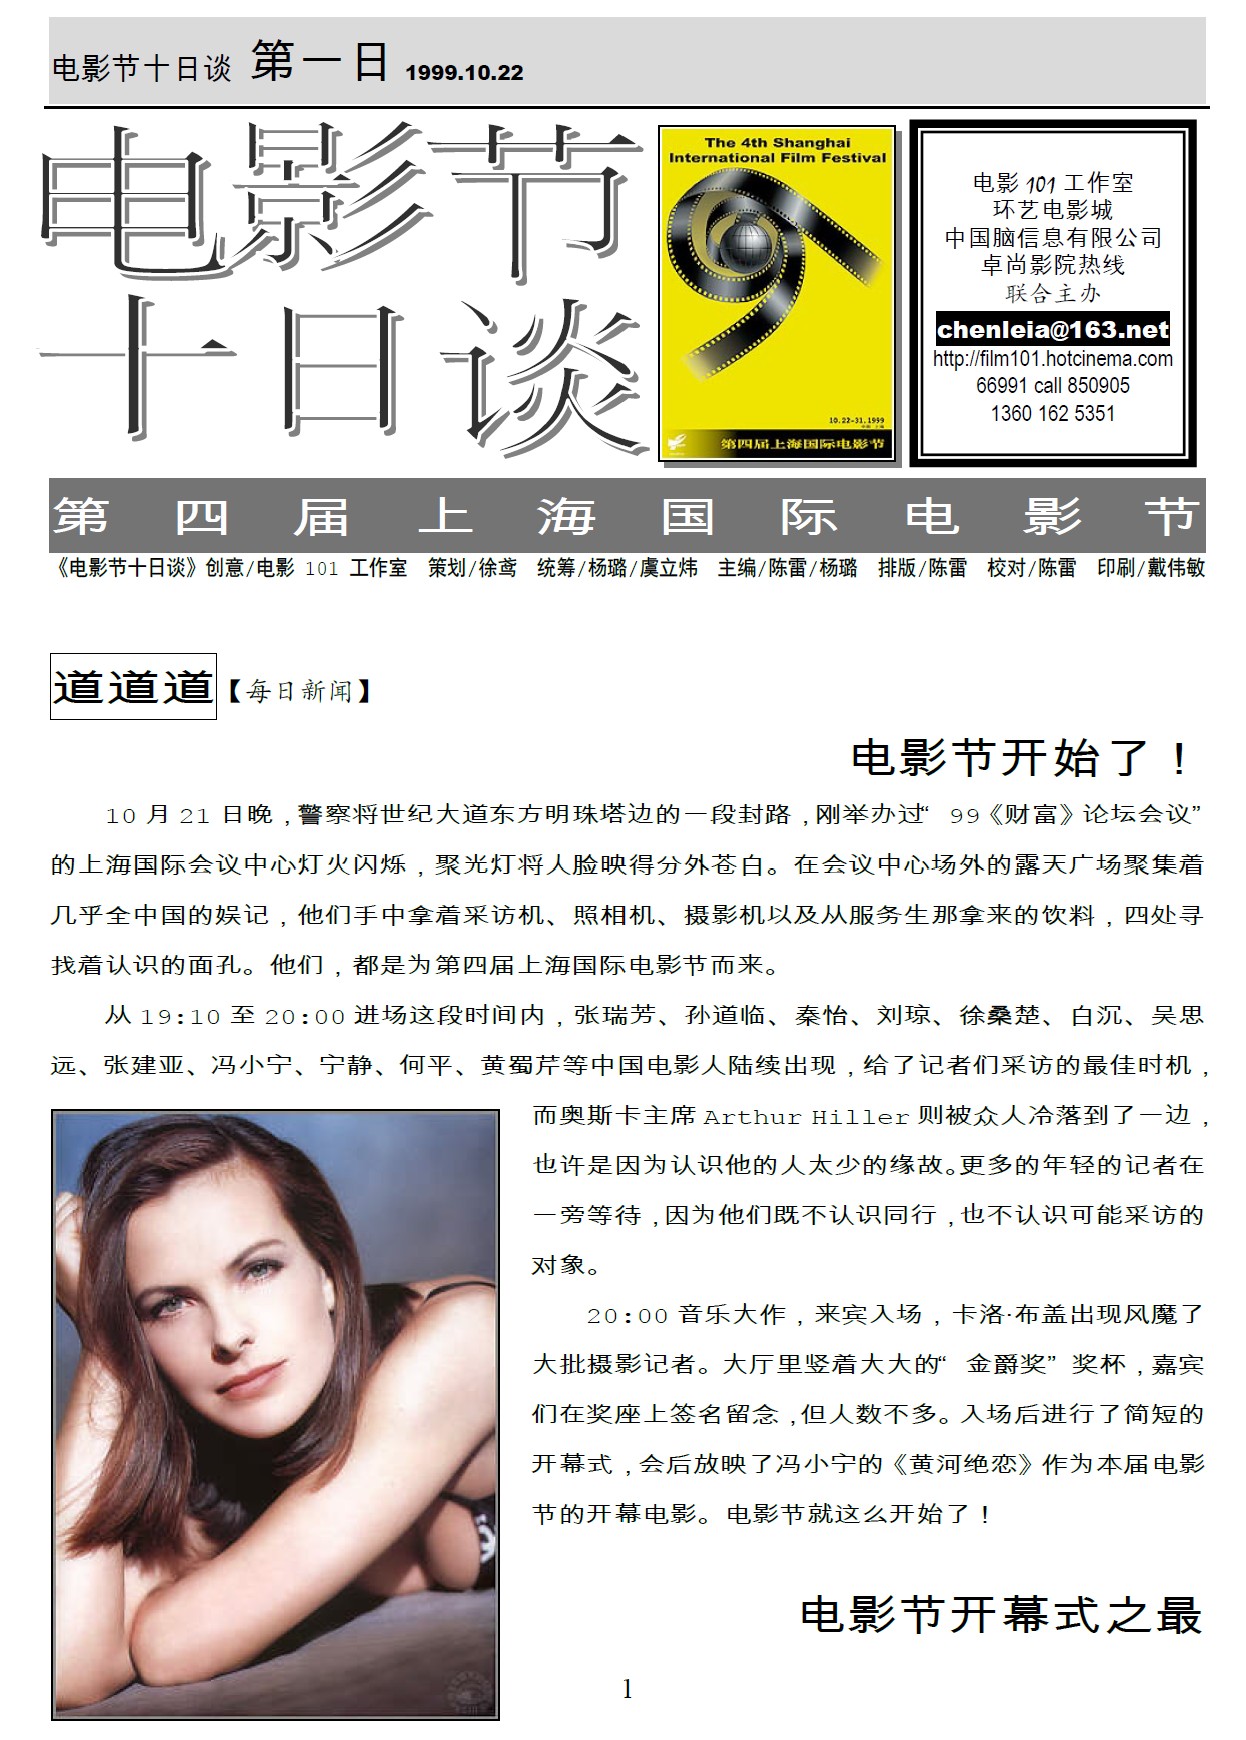 电影节十日谈 第一日 1999.10.22
电影节
十日谈
The 4th Shanghai
International Film Festival
10.22-31.1999
第四届上海国际电影节
电影101工作室
环艺电影城
中国脑信息有限公司
卓尚影院热线
联合主办
chenleia@163.net
http://film101.hotcinema.com
66991 call 850905
1360 162 5351
第四届上海国际电影节
《电影节十日谈》创意/电影 101 工作室 策划/徐鸢 统筹/杨璐/虞立炜 主编/陈雷/杨璐 排版/陈雷 校对/陈雷 印刷/戴伟敏
道道道【每日新闻】
电影节开始了！
10 月 21 日晚，警察将世纪大道东方明珠塔边的一段封路，刚举办过“ 99《财富》论坛会议”
的上海国际会议中心灯火闪烁，聚光灯将人脸映得分外苍白。在会议中心场外的露天广场聚集着
几乎全中国的娱记，他们手中拿着采访机、照相机、摄影机以及从服务生那拿来的饮料，四处寻
找着认识的面孔。他们，都是为第四届上海国际电影节而来。
从 19:10 至 20:00 进场这段时间内，张瑞芳、孙道临、秦怡、刘琼、徐桑楚、白沉、吴思
远、张建亚、冯小宁、宁静、何平、黄蜀芹等中国电影人陆续出现，给了记者们采访的最佳时机，
而奥斯卡主席 Arthur Hiller 则被众人冷落到了一边，
也许是因为认识他的人太少的缘故。更多的年轻的记者在
一旁等待，因为他们既不认识同行，也不认识可能采访的
对象。
20:00 音乐大作，来宾入场，卡洛·布盖出现风魔了
大批摄影记者。大厅里竖着大大的“ 金爵奖” 奖杯，嘉宾
们在奖座上签名留念，但人数不多。入场后进行了简短的
开幕式，会后放映了冯小宁的《黄河绝恋》作为本届电影
节的开幕电影。电影节就这么开始了！
电影节开幕式之最
1